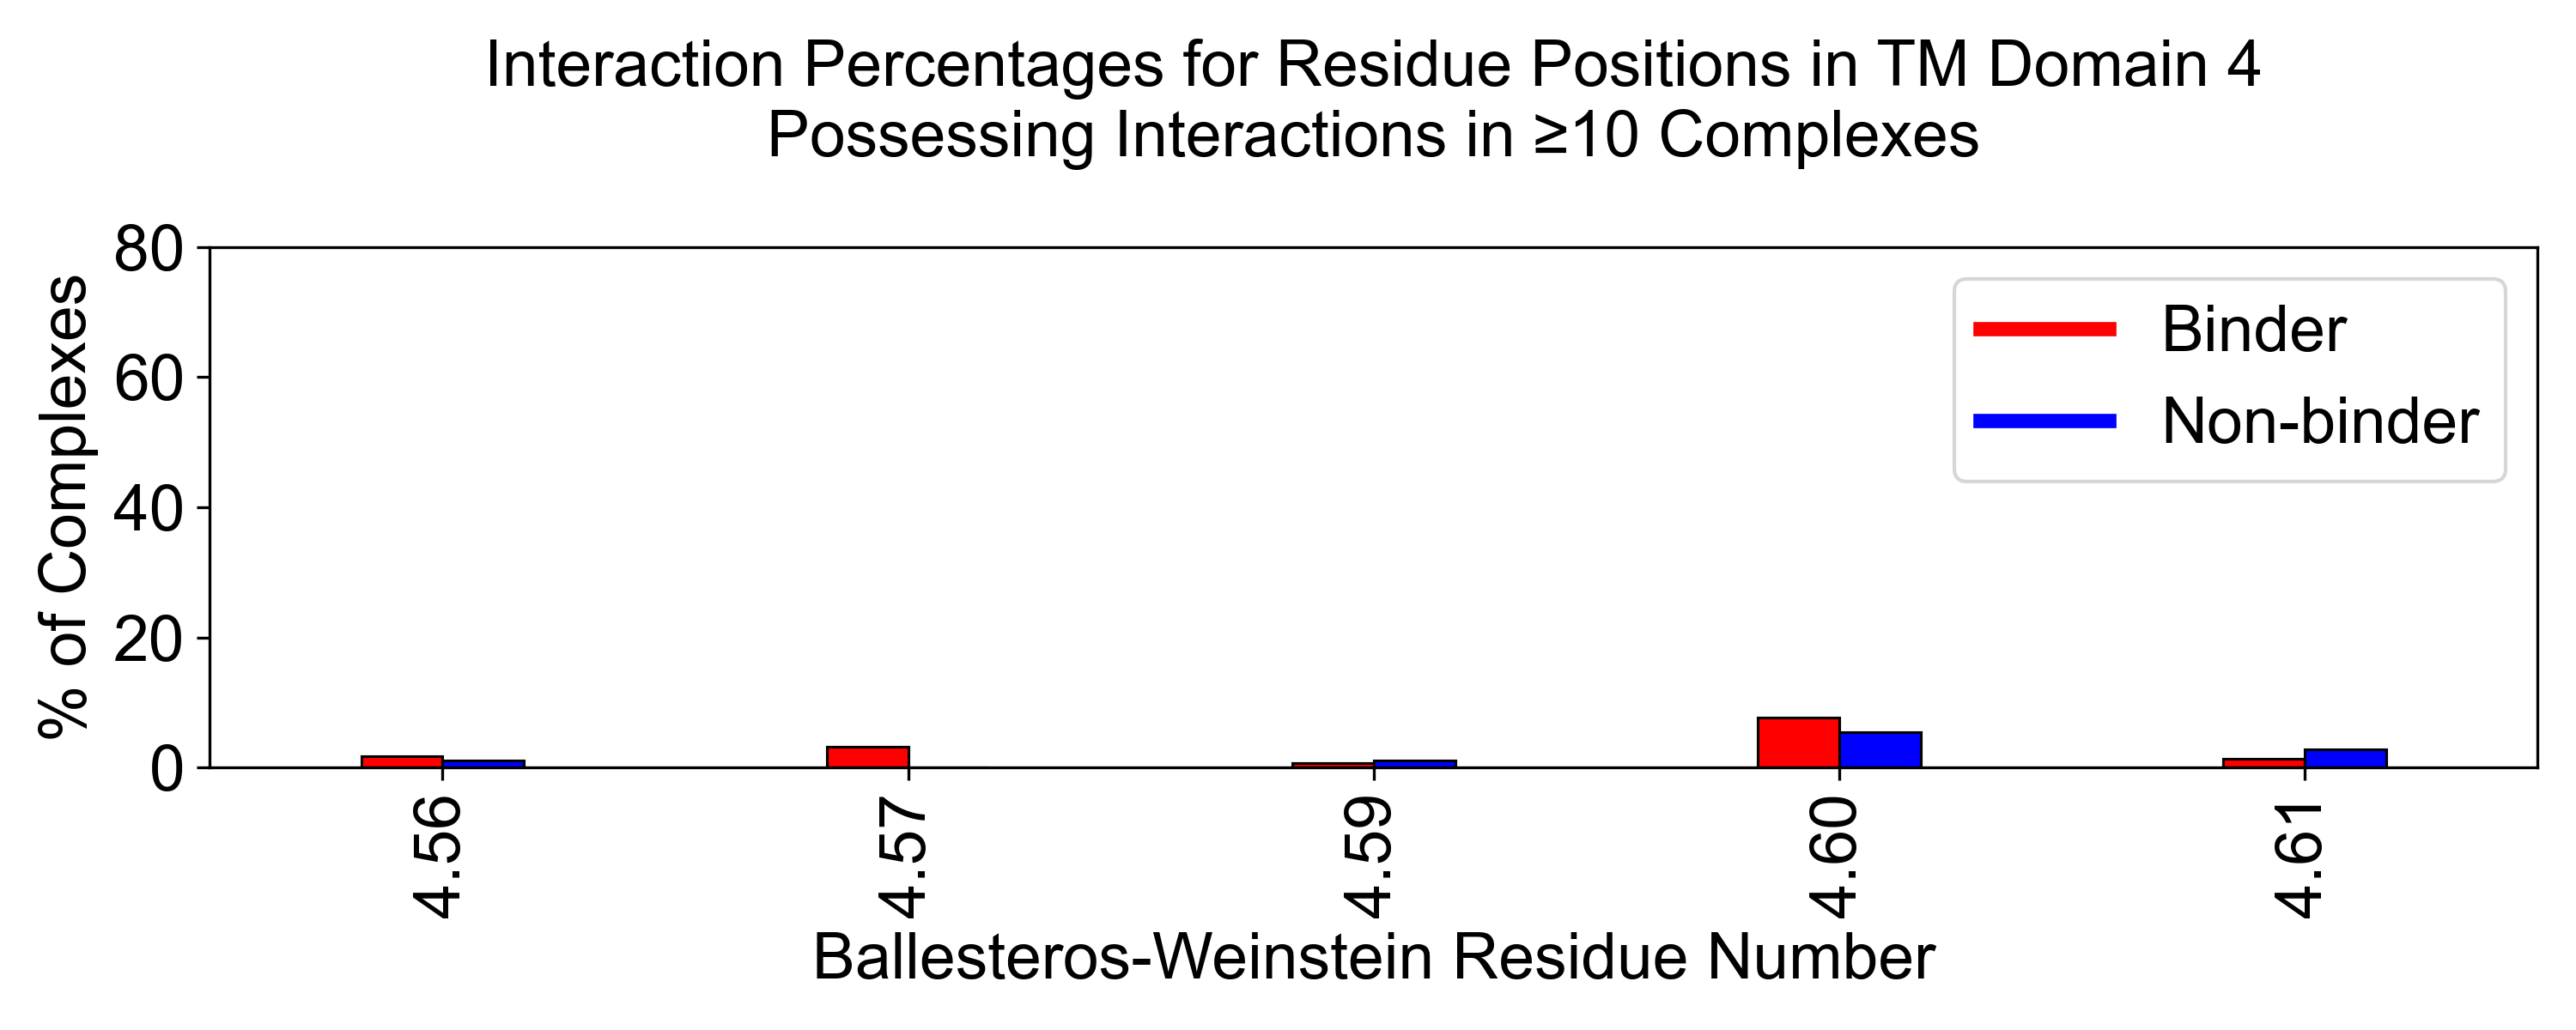 Interaction Percentages for Residue Positions in TM Domain 4
Possessing Interactions in ≥10 Complexes
% of Complexes
80
60
40
20
0
Binder
Non-binder
4.56
4.57
4.59
4.60
4.61
Ballesteros-Weinstein Residue Number